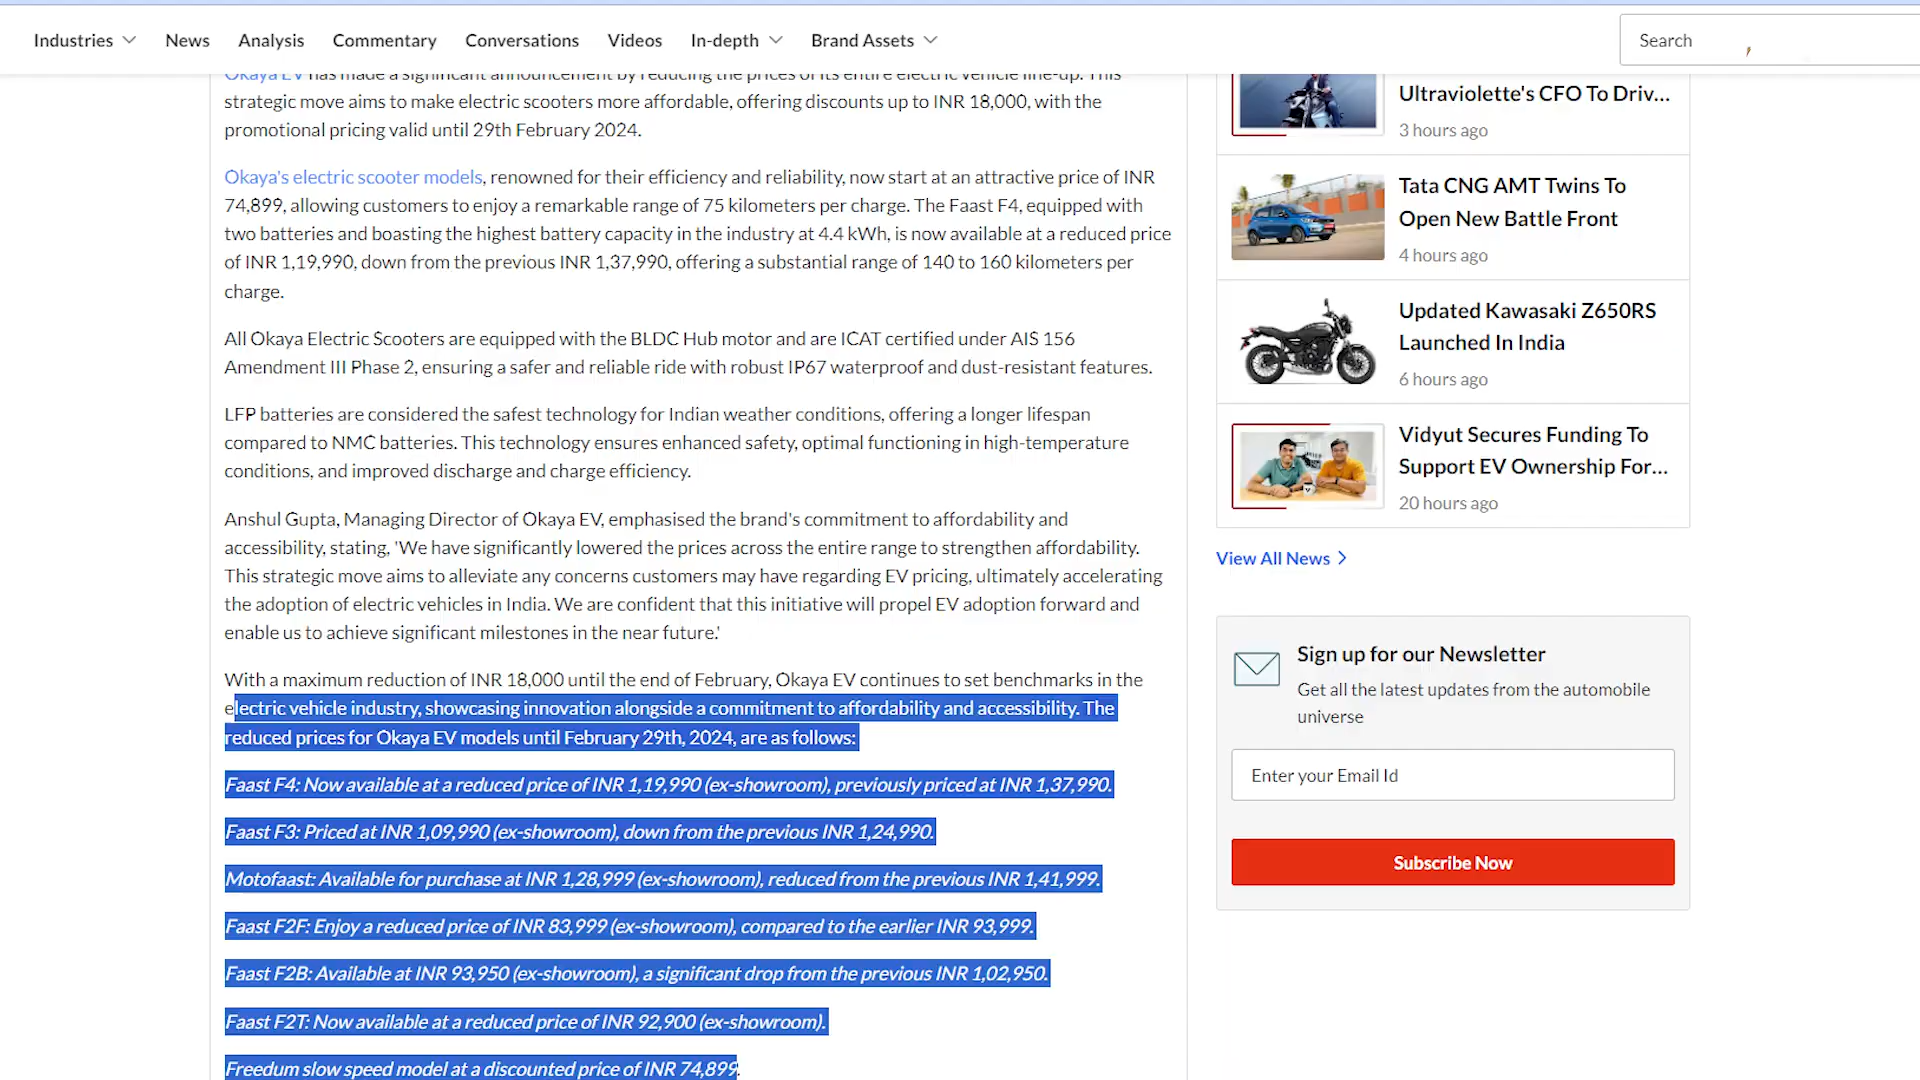 Industries
News
Analysis
Commentary
Conversations
Videos
In-depth
Brand Assets
Search
Okaya EV has made a significant announcement by reducing the prices of its entire electric vehicle line-up. This
strategic move aims to make electric scooters more affordable, offering discounts up to INR 18,000, with the
promotional pricing valid until 29th February 2024.
Okaya's electric scooter models, renowned for their efficiency and reliability, now start at an attractive price of INR
74,899, allowing customers to enjoy a remarkable range of 75 kilometers per charge. The Faast F4, equipped with
two batteries and boasting the highest battery capacity in the industry at 4.4 kWh, is now available at a reduced price
of INR 1,19,990, down from the previous INR 1,37,990, offering a substantial range of 140 to 160 kilometers per
charge.
All Okaya Electric Scooters are equipped with the BLDC Hub motor and are ICAT certified under AIS 156
Amendment III Phase 2, ensuring a safer and reliable ride with robust IP67 waterproof and dust-resistant features.
LFP batteries are considered the safest technology for Indian weather conditions, offering a longer lifespan
compared to NMC batteries. This technology ensures enhanced safety, optimal functioning in high-temperature
conditions, and improved discharge and charge efficiency.
Anshul Gupta, Managing Director of Okaya EV, emphasised the brand's commitment to affordability and
accessibility, stating, 'We have significantly lowered the prices across the entire range to strengthen affordability.
This strategic move aims to alleviate any concerns customers may have regarding EV pricing, ultimately accelerating
the adoption of electric vehicles in India. We are confident that this initiative will propel EV adoption forward and
enable us to achieve significant milestones in the near future.'
With a maximum reduction of INR 18,000 until the end of February, Okaya EV continues to set benchmarks in the
electric vehicle industry, showcasing innovation alongside a commitment to affordability and accessibility. The
reduced prices for Okaya EV models until February 29th, 2024, are as follows:
Faast F4: Now available at a reduced price of INR 1,19,990 (ex-showroom), previously priced at INR 1,37,990.
Faast F3: Priced at INR 1,09,990 (ex-showroom), down from the previous INR 1,24,990.
Motofaast: Available for purchase at INR 1,28,999 (ex-showroom), reduced from the previous INR 1,41,999.
Faast F2F: Enjoy a reduced price of INR 83,999 (ex-showroom), compared to the earlier INR 93,999.
Faast F2B: Available at INR 93,950 (ex-showroom), a significant drop from the previous INR 1,02,950.
Faast F2T: Now available at a reduced price of INR 92,900 (ex-showroom).
Freedum slow speed model at a discounted price of INR 74,899.
Ultraviolette's CFO To Driv...
3 hours ago
Tata CNG AMT Twins To
Open New Battle Front
4 hours ago
Updated Kawasaki Z650RS
Launched In India
6 hours ago
Vidyut Secures Funding To
Support EV Ownership For...
20 hours ago
View All News
Sign up for our Newsletter
Get all the latest updates from the automobile
universe
Enter your Email Id
Subscribe Now